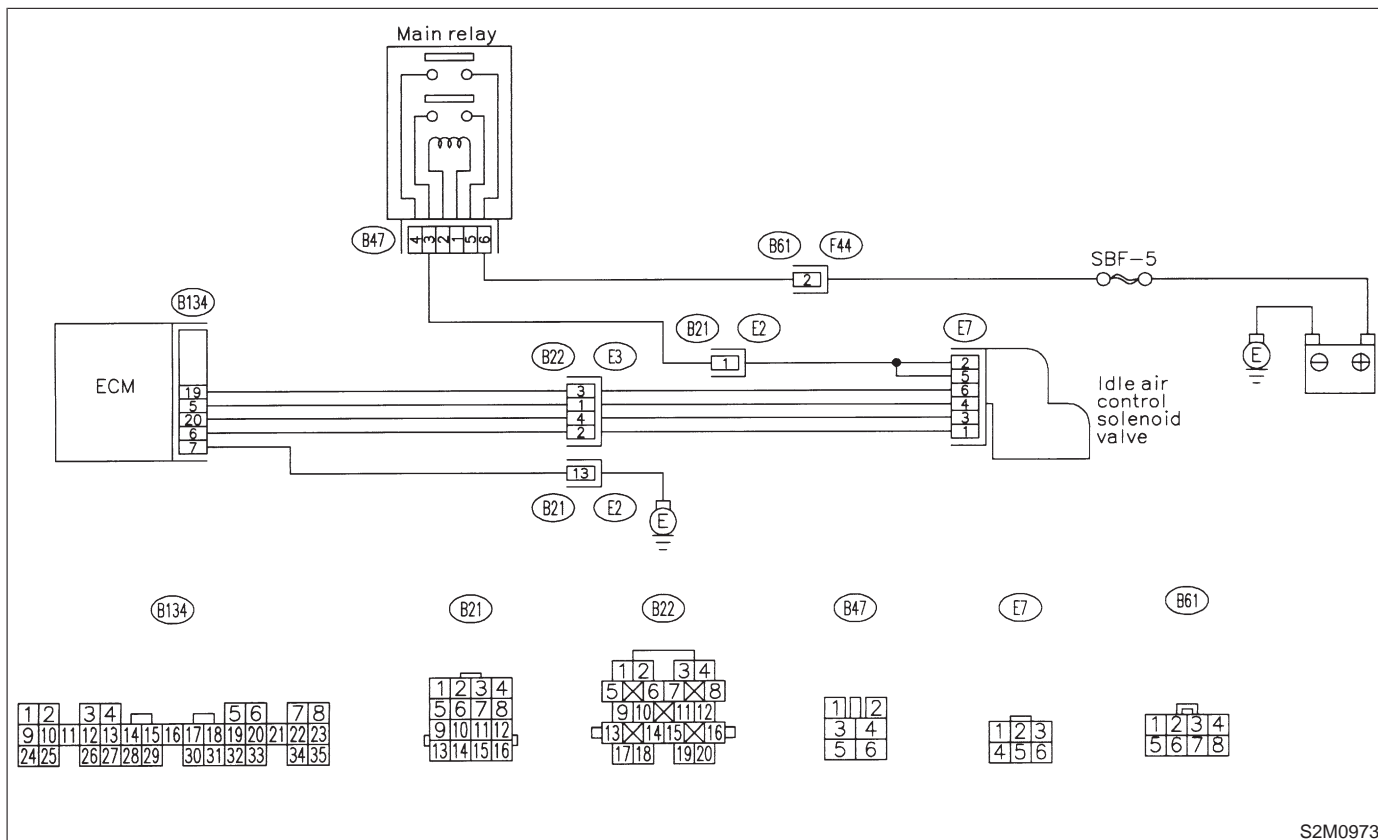 Main relay
B47
4 3 2 1 5 6
B61 F44
2
SBF-5
B134
B21 E2
1
E7
B22 E3
ECM
19
5
20
6
7
3
1
4
2
2
5
6
4
3
1
Idle air
control
solenoid
valve
E
⊖ ⊕
13
B21 E2
E
B134
B21
B22
B47
E7
B61
1 2 3 4 5 6 7 8
9 10 11 12 13 14 15 16 17 18 19 20 21 22 23
24 25 26 27 28 29 30 31 32 33 34 35
1 2 3 4
5 6 7 8
9 10 11 12
13 14 15 16
1 2 3 4
5 6 7 8
9 10 11 12
13 14 15 16
17 18 19 20
1 2
3 4
5 6
1 2 3
4 5 6
1 2 3 4
5 6 7 8
S2M0973